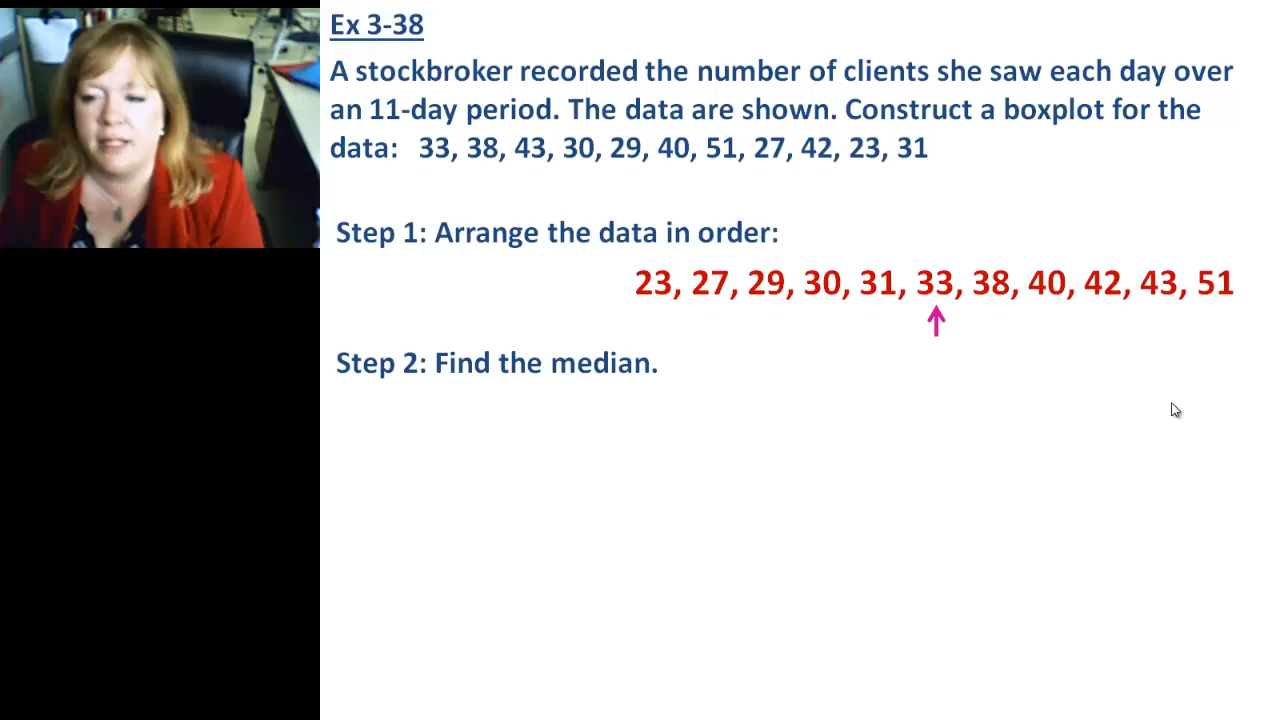 Ex 3-38
A stockbroker recorded the number of clients she saw each day over
an 11-day period. The data are shown. Construct a boxplot for the
data: 33, 38, 43, 30, 29, 40, 51, 27, 42, 23, 31
Step 1: Arrange the data in order:
23, 27, 29, 30, 31, 33, 38, 40, 42, 43, 51
Step 2: Find the median.